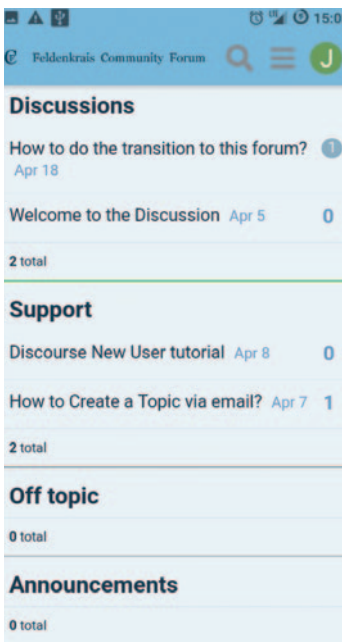 15:0
Feldenkrais Community Forum
J
Discussions
How to do the transition to this forum? 1
Apr 18
Welcome to the Discussion Apr 5 0
2 total
Support
Discourse New User tutorial Apr 8 0
How to Create a Topic via email? Apr 7 1
2 total
Off topic
0 total
Announcements
0 total